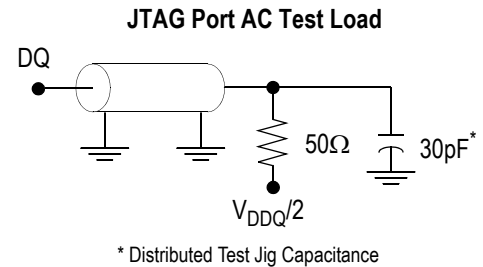 JTAG Port AC Test Load
DQ
50Ω
30pF*
VDDQ/2
* Distributed Test Jig Capacitance